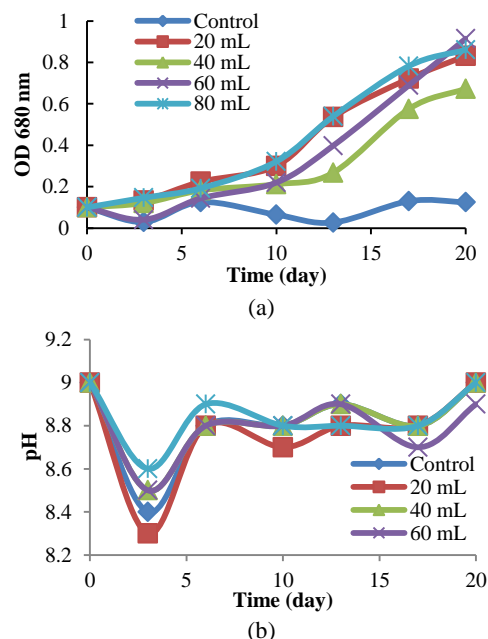 Control
20 mL
40 mL
60 mL
80 mL
OD 680 nm
1
0.8
0.6
0.4
0.2
0
0 5 10 15 20
Time (day)
(a)
pH
9.2
9
8.8
8.6
8.4
8.2
Control
20 mL
40 mL
60 mL
0 5 10 15 20
Time (day)
(b)